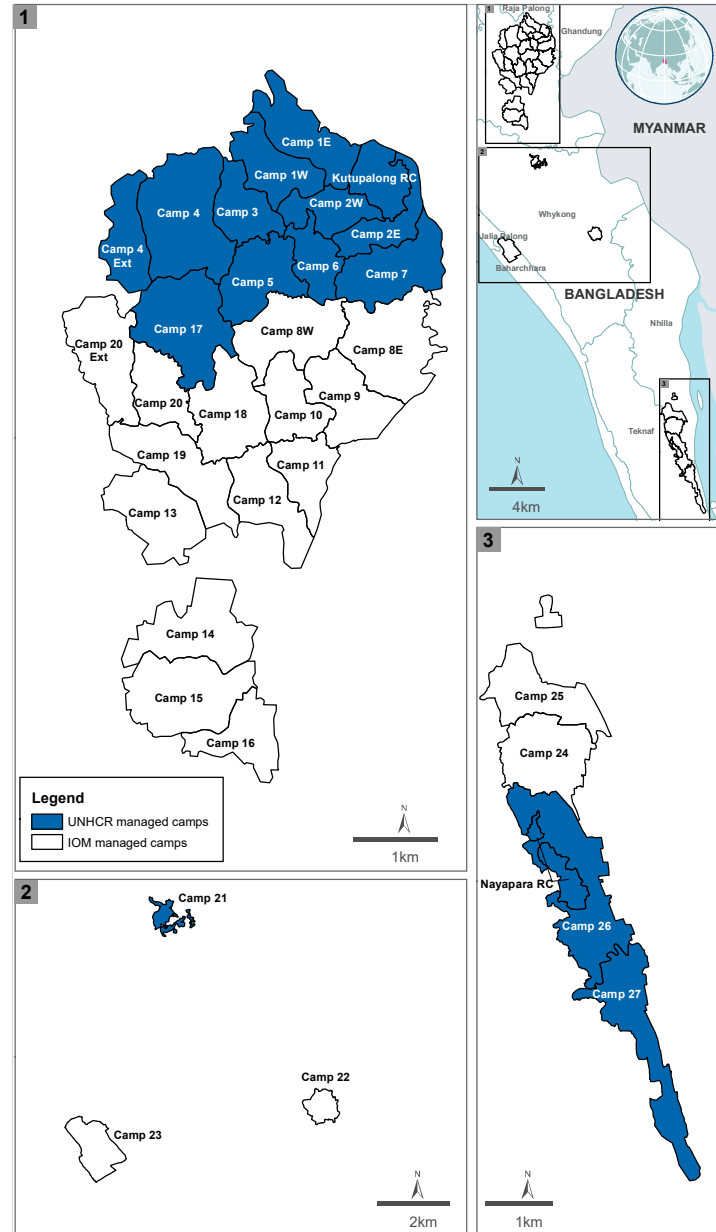 1
Camp 1E
Camp 1W
Kutupalong RC
Camp 4
Camp 3
Camp 2W
Camp 4
Ext
Camp 2E
Camp 5
Camp 6
Camp 7
Camp 17
Camp 8W
Camp 20
Ext
Camp 8E
Camp 20
Camp 18
Camp 10
Camp 9
Camp 19
Camp 11
Camp 13
Camp 12
Camp 14
Camp 15
Camp 16
Legend
UNHCR managed camps
IOM managed camps
N
1km
1
Raja Palong
Ghandung
MYANMAR
2
Whykong
Jalia Palong
Baharchhara
BANGLADESH
Nhilla
3
Teknaf
N
4km
2
Camp 21
Camp 22
Camp 23
N
2km
3
Camp 25
Camp 24
Nayapara RC
Camp 26
Camp 27
N
1km